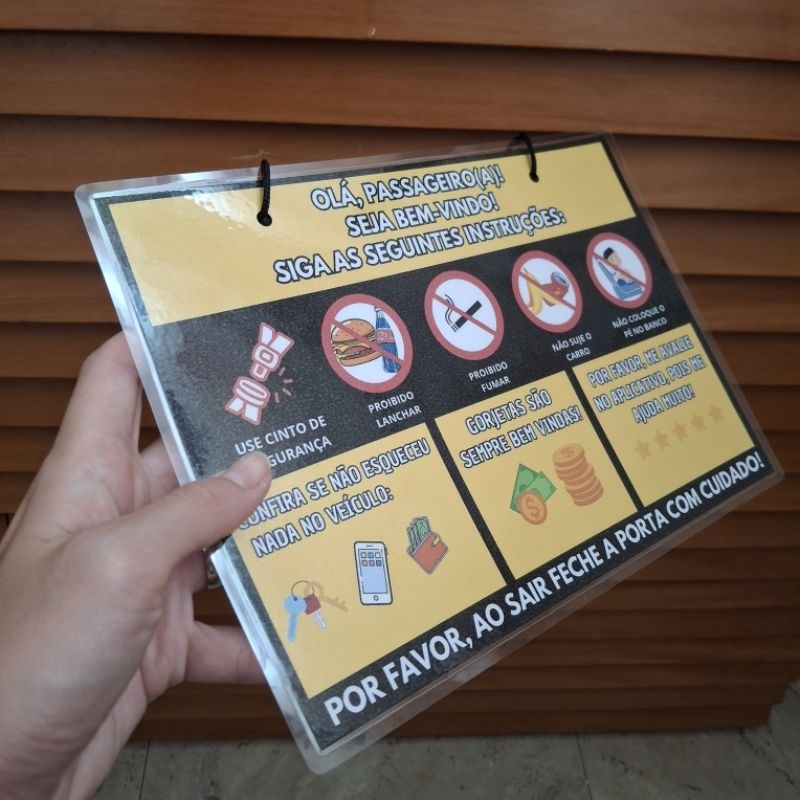 OLÁ, PASSAGEIRO(A)!
SEJA BEM-VINDO!
SIGA AS SEGUINTES INSTRUÇÕES:
USE CINTO DE
GURANÇA
PROIBIDO
LANCHAR
PROIBIDO
FUMAR
NÃO SUJE O
CARRO
NÃO COLOQUE O
PÉ NO BANCO
CONFIRA SE NÃO ESQUECEU
NADA NO VEÍCULO:
GORJETAS SÃO
SEMPRE BEM VINDAS!
POR FAVOR, ME AVALIE
NO APLICATIVO, POIS ME
AJUDA MUITO!
POR FAVOR, AO SAIR FECHE A PORTA COM CUIDADO!